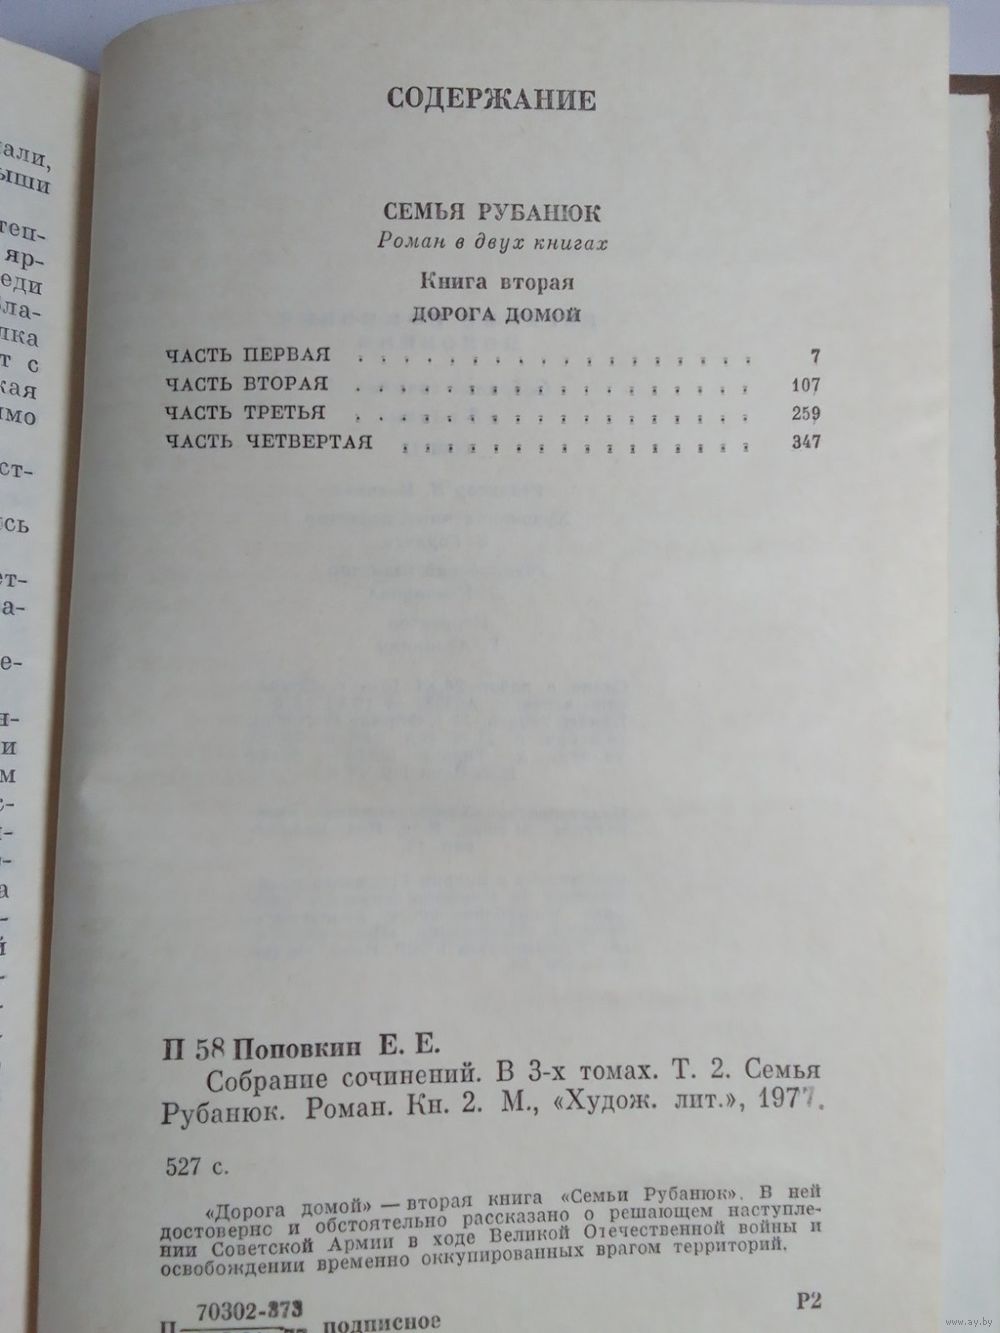 СОДЕРЖАНИЕ
СЕМЬЯ РУБАНЮК
Роман в двух книгах
Книга вторая
ДОРОГА ДОМОЙ
ЧАСТЬ ПЕРВАЯ . . . . . . . . . . . . . . . . . . 7
ЧАСТЬ ВТОРАЯ . . . . . . . . . . . . . . . . . . 107
ЧАСТЬ ТРЕТЬЯ . . . . . . . . . . . . . . . . . . 259
ЧАСТЬ ЧЕТВЕРТАЯ . . . . . . . . . . . . . . . . 347
П 58 Поповкин Е. Е.
Собрание сочинений. В 3-х томах. Т. 2. Семья
Рубанюк. Роман. Кн. 2. М., «Худож. лит.», 1977.
527 с.
«Дорога домой» — вторая книга «Семьи Рубанюк». В ней
достоверно и обстоятельно рассказано о решающем наступле-
нии Советской Армии в ходе Великой Отечественной войны и
освобождении временно оккупированных врагом территорий.
70302-373
П подписное
Р2
www.ay.by